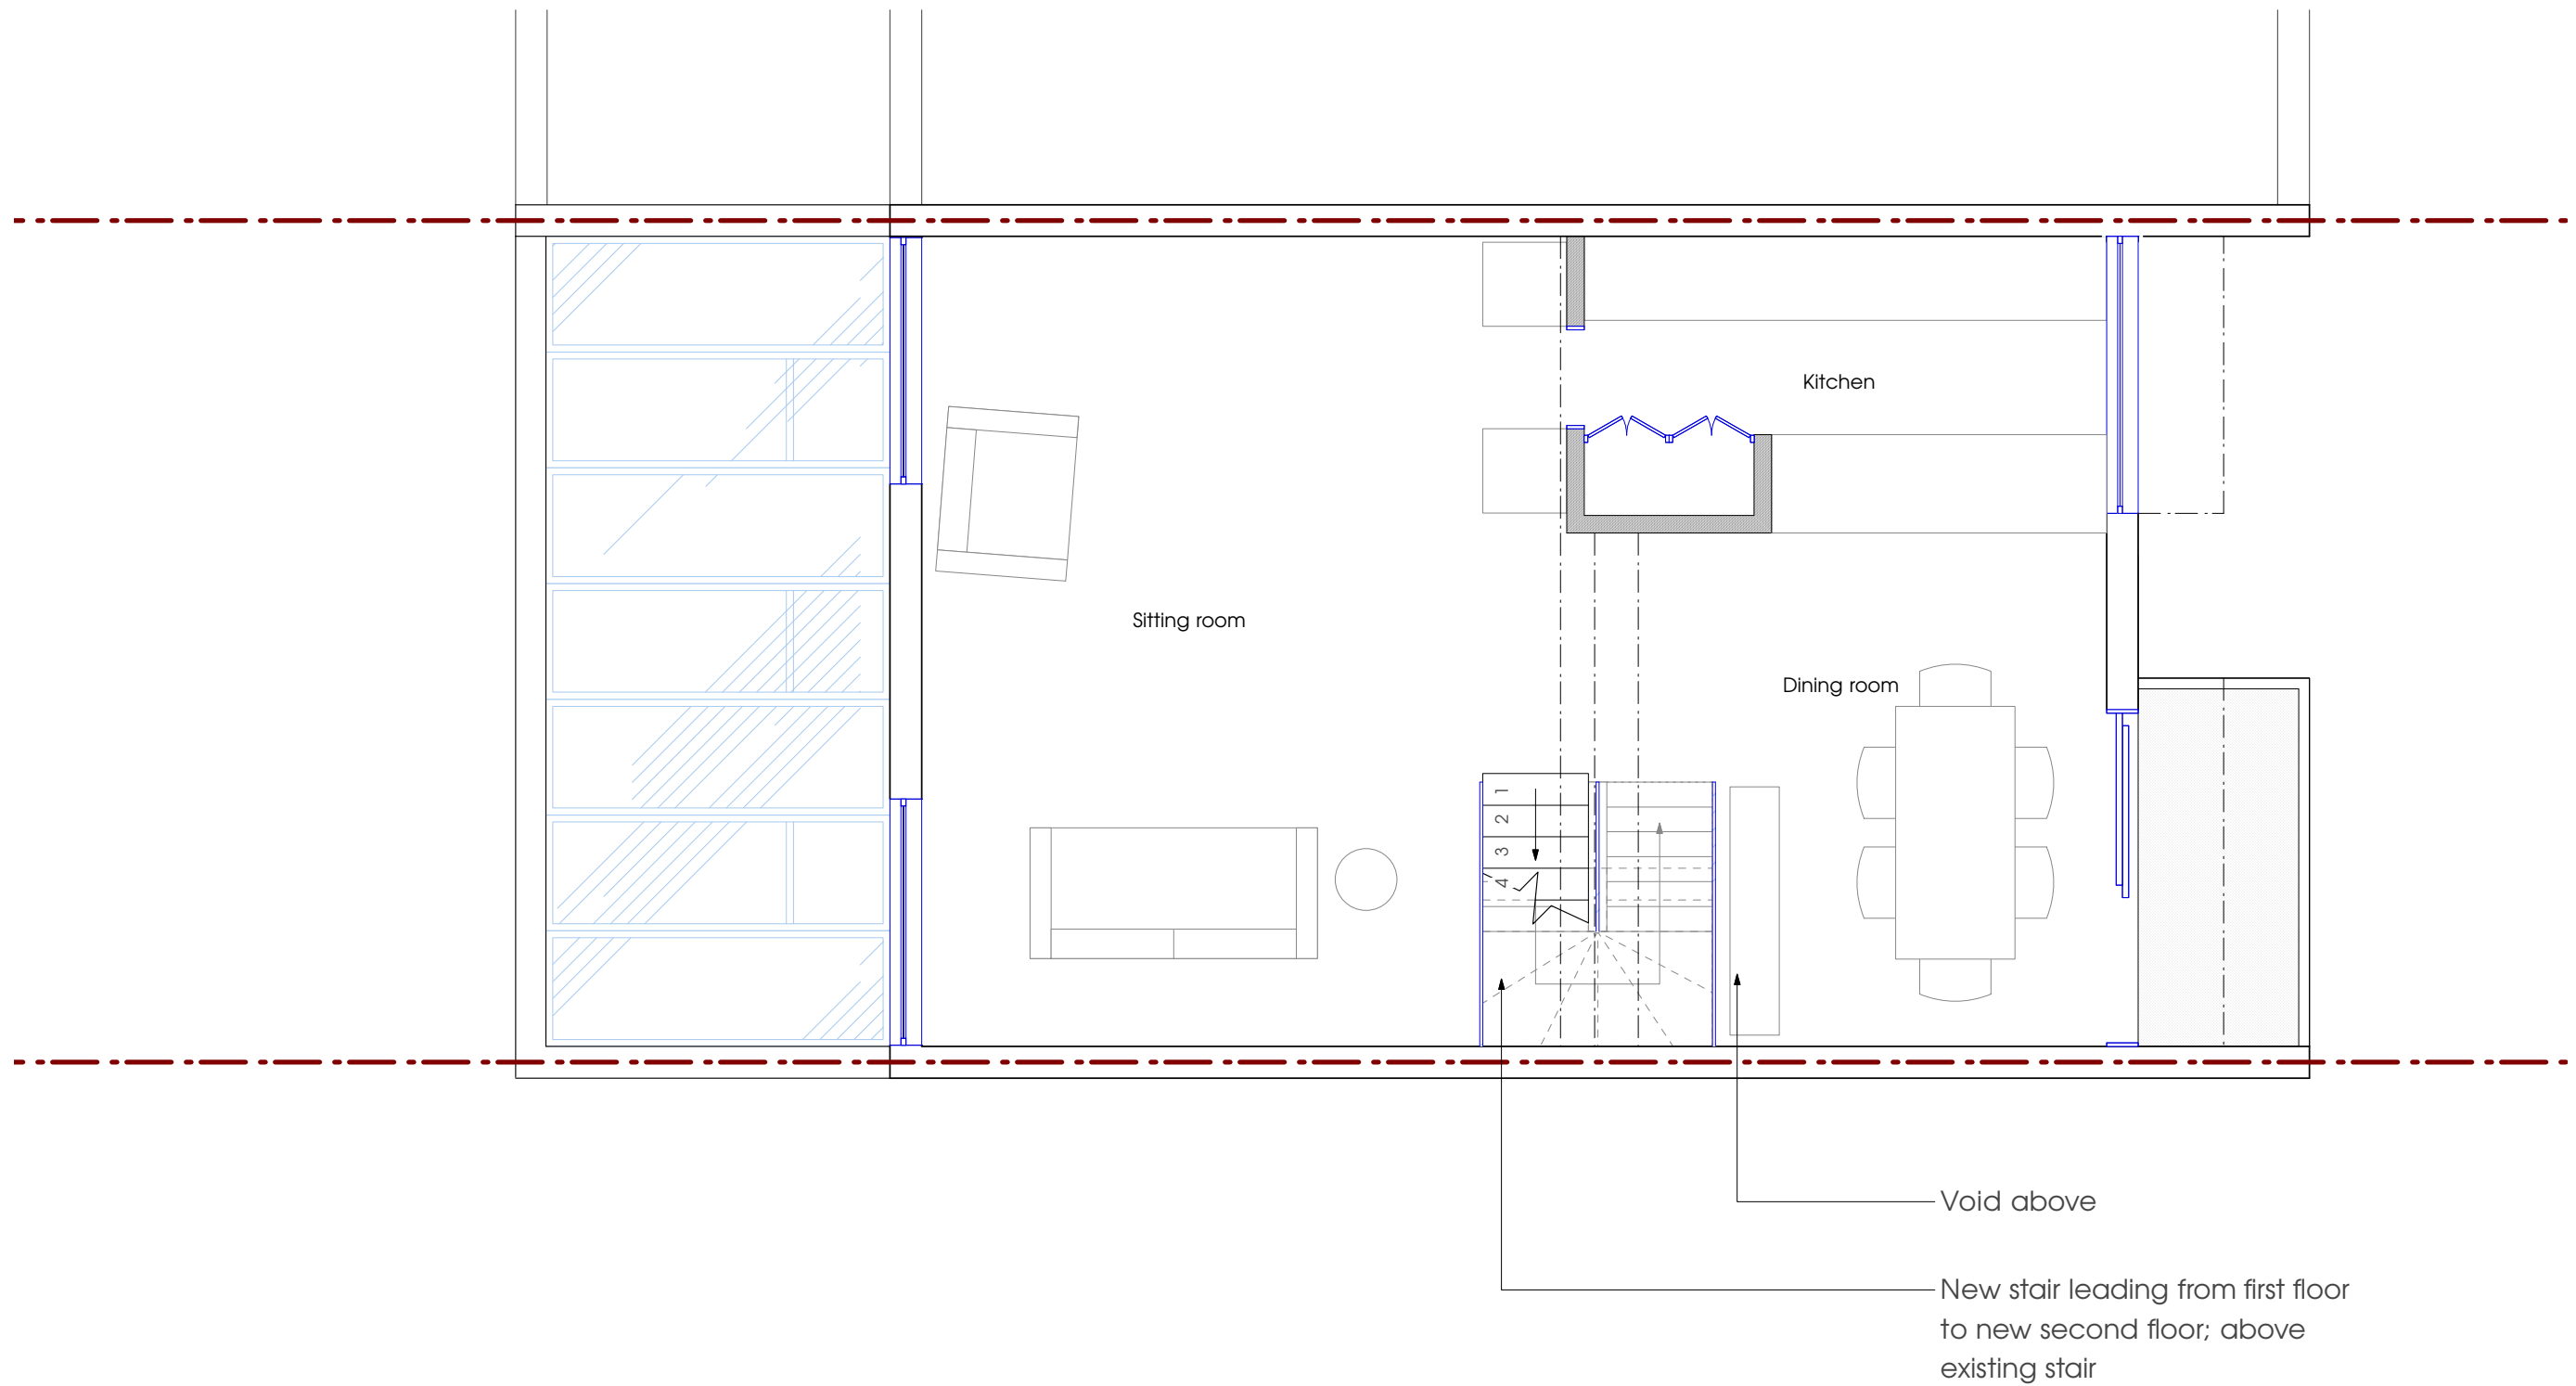 Kitchen
Sitting room
Dining room
1
2
3
4
Void above
New stair leading from first floor
to new second floor; above
existing stair